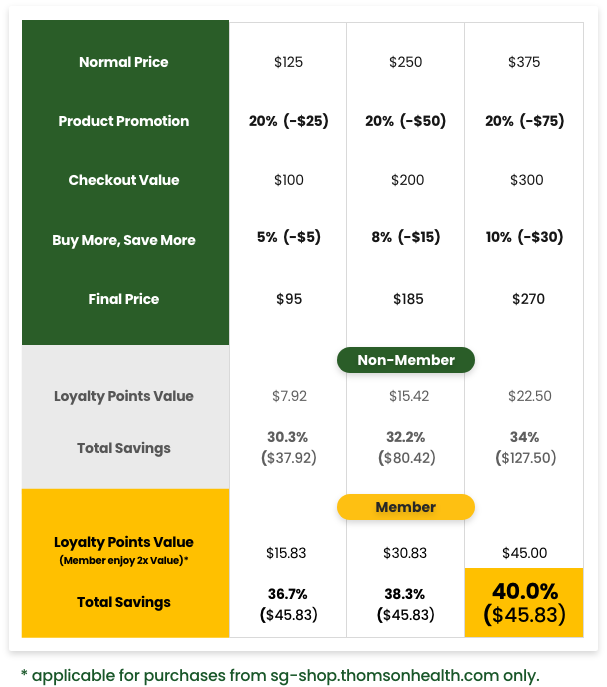 Normal Price $125 $250 $375
Product Promotion 20% (-$25) 20% (-$50) 20% (-$75)
Checkout Value $100 $200 $300
Buy More, Save More 5% (-$5) 8% (-$15) 10% (-$30)
Final Price $95 $185 $270
Non-Member
Loyalty Points Value $7.92 $15.42 $22.50
Total Savings 30.3% 32.2% 34%
($37.92) ($80.42) ($127.50)
Member
Loyalty Points Value
(Member enjoy 2x Value)* $15.83 $30.83 $45.00
Total Savings 36.7% 38.3% 40.0%
($45.83) ($45.83) ($45.83)
* applicable for purchases from sg-shop.thomsonhealth.com only.